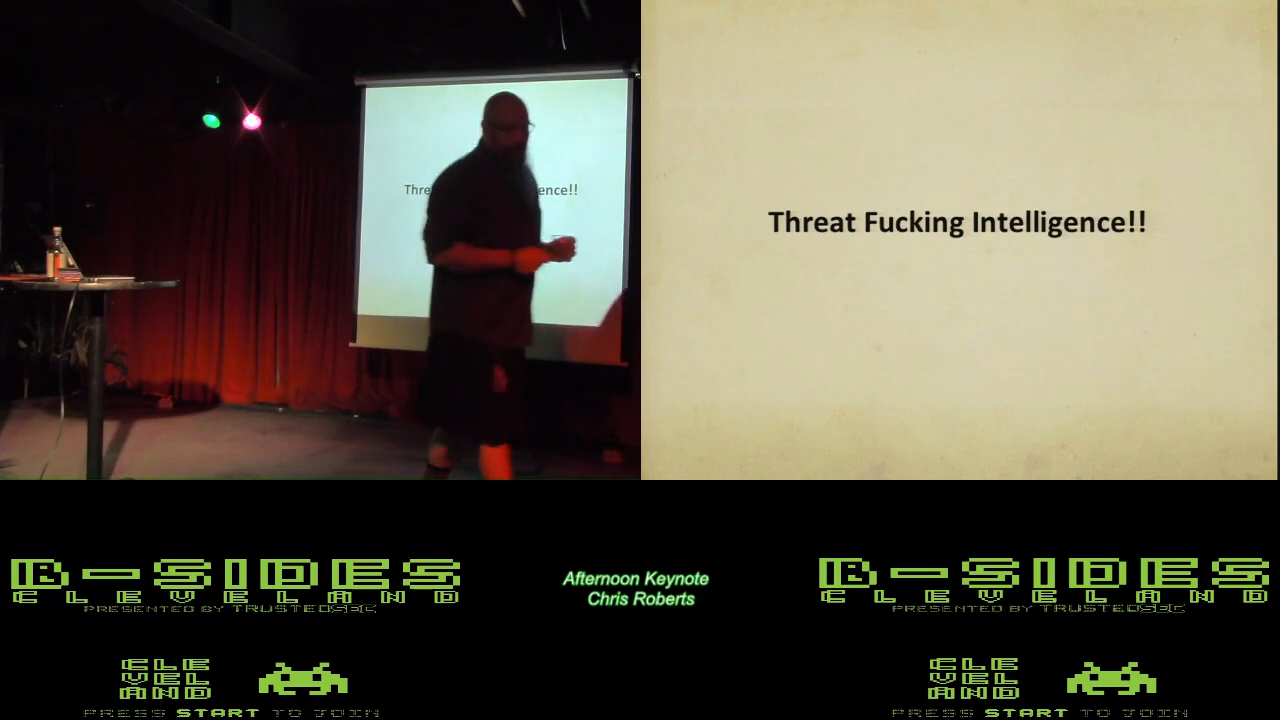 Thre ence!!
Threat Fucking Intelligence!!
B-SIDES
CLEVELAND
PRESENTED BY TRUSTEDSEC
CLE
VEL
AND
PRESS START TO JOIN
Afternoon Keynote
Chris Roberts
B-SIDES
CLEVELAND
PRESENTED BY TRUSTEDSEC
CLE
VEL
AND
PRESS START TO JOIN